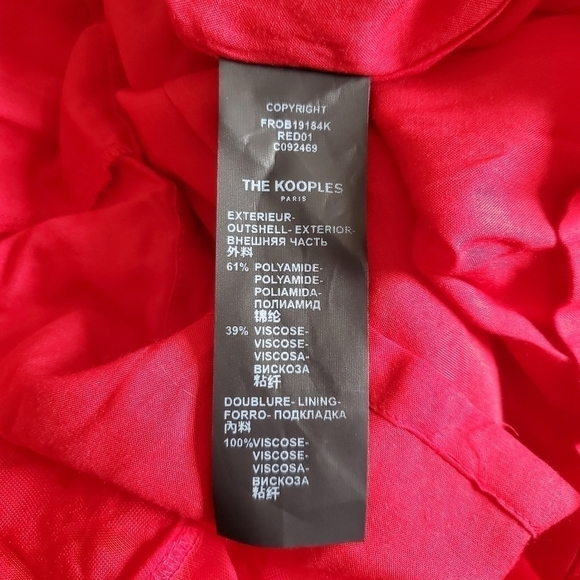 COPYRIGHT
FROB19184K
RED01
C092469
THE KOOPLES
PARIS
EXTERIEUR-
OUTSHELL- EXTERIOR-
ВНЕШНЯЯ ЧАСТЬ
外料
61% POLYAMIDE-
POLYAMIDE-
POLIAMIDA-
ПОЛИАМИД
锦纶
39% VISCOSE-
VISCOSE-
VISCOSA-
ВИСКОЗА
粘纤
DOUBLURE- LINING-
FORRO- ПОДКЛАДКА
內料
100%VISCOSE-
VISCOSE-
VISCOSA-
ВИСКОЗА
粘纤